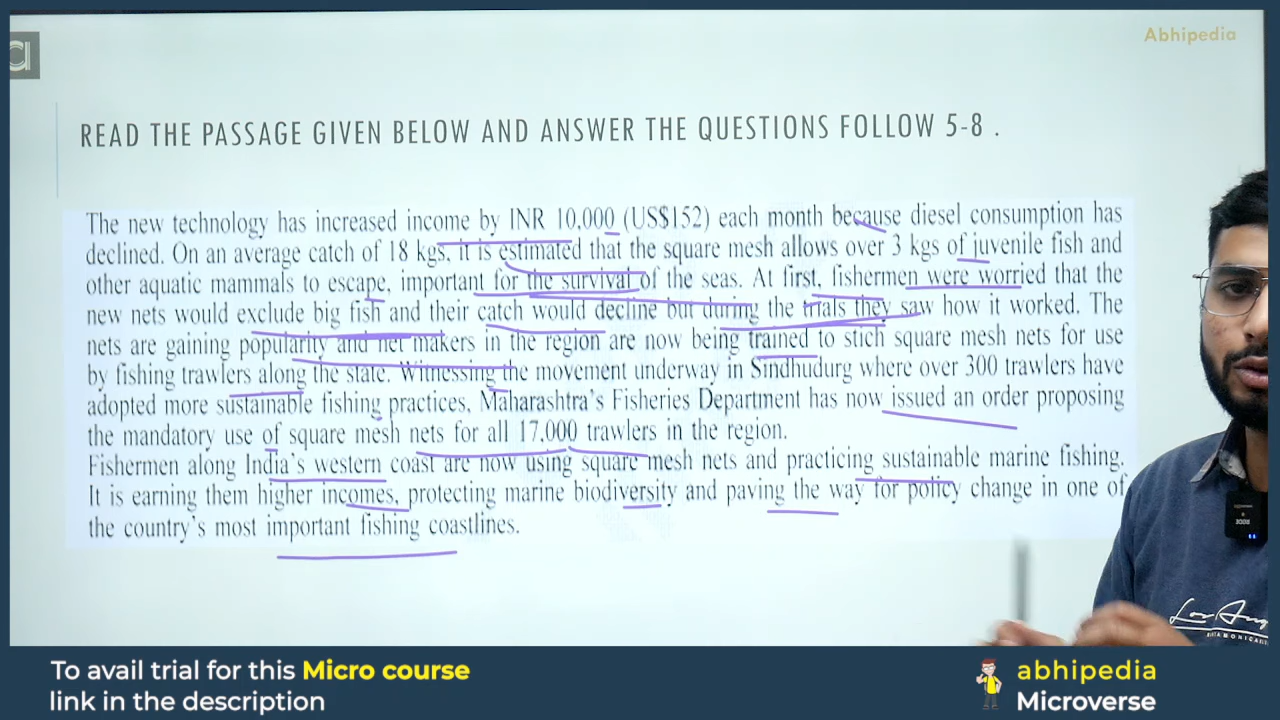 Abhipedia
a
READ THE PASSAGE GIVEN BELOW AND ANSWER THE QUESTIONS FOLLOW 5-8 .
The new technology has increased income by INR 10,000 (US$152) each month because diesel consumption has
declined. On an average catch of 18 kgs, it is estimated that the square mesh allows over 3 kgs of juvenile fish and
other aquatic mammals to escape, important for the survival of the seas. At first, fishermen were worried that the
new nets would exclude big fish and their catch would decline but during the trials they saw how it worked. The
nets are gaining popularity and net makers in the region are now being trained to stich square mesh nets for use
by fishing trawlers along the state. Witnessing the movement underway in Sindhudurg where over 300 trawlers have
adopted more sustainable fishing practices, Maharashtra's Fisheries Department has now issued an order proposing
the mandatory use of square mesh nets for all 17,000 trawlers in the region.
Fishermen along India's western coast are now using square mesh nets and practicing sustainable marine fishing.
It is earning them higher incomes, protecting marine biodiversity and paving the way for policy change in one of
the country's most important fishing coastlines.
To avail trial for this Micro course
link in the description
abhipedia
Microverse